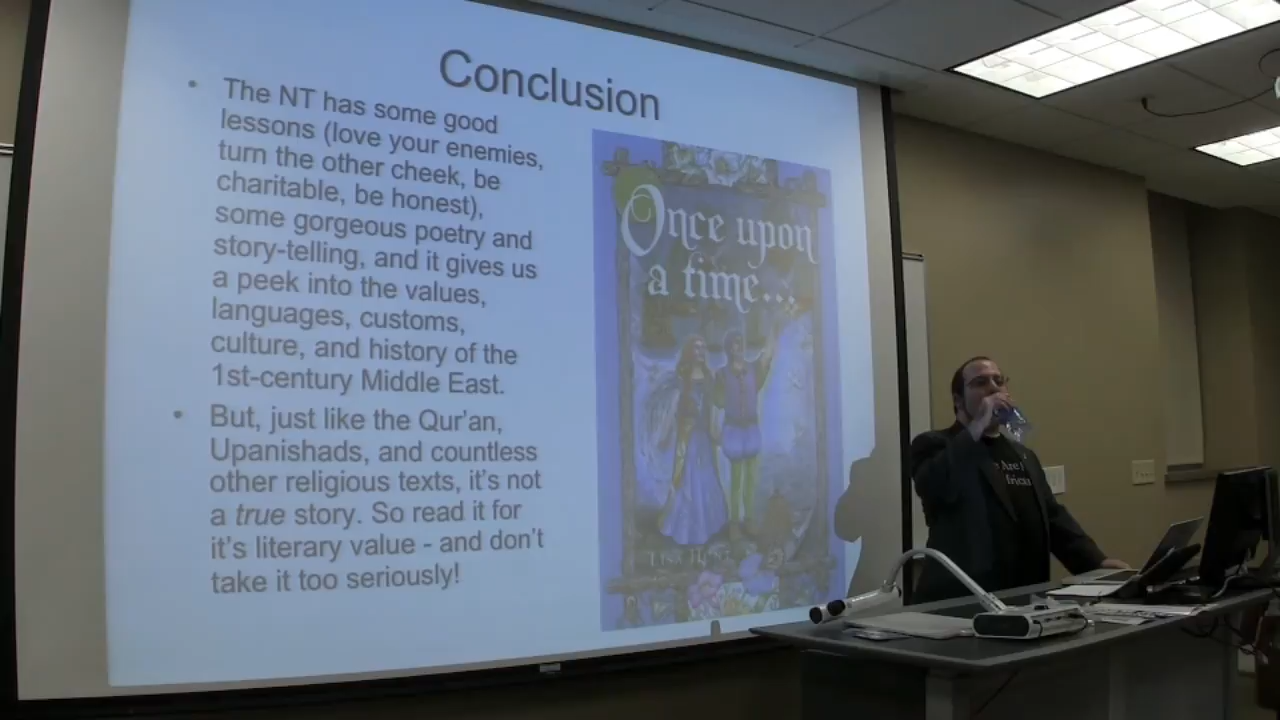 Conclusion
• The NT has some good
lessons (love your enemies,
turn the other cheek, be
charitable, be honest),
some gorgeous poetry and
story-telling, and it gives us
a peek into the values,
languages, customs,
culture, and history of the
1st-century Middle East.
• But, just like the Qur'an,
Upanishads, and countless
other religious texts, it's not
a true story. So read it for
it's literary value - and don't
take it too seriously!
Once upon
a time...
LISA
Are